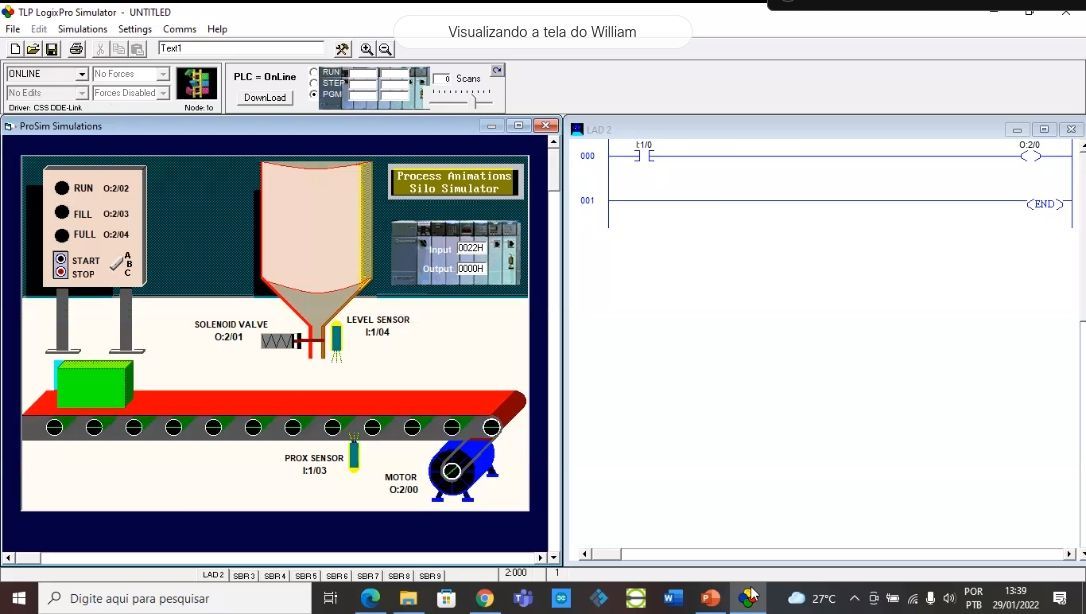 TLP LogixPro Simulator - UNTITLED
Visualizando a tela do William
File Edit Simulations Settings Comms Help
Text1
ONLINE No Forces
No Edits Forces Disabled
Driver: CSS DDE-Link Node: Io
PLC = OnLine
DownLoad
RUN
STEP
PGM
0 Scans
ProSim Simulations
LAD 2
RUN O:2/02
FILL O:2/03
FULL O:2/04
START
STOP
A
B
C
Process Animations
Silo Simulator
Input 0022H
Output 0000H
SOLENOID VALVE
O:2/01
LEVEL SENSOR
I:1/04
PROX SENSOR
I:1/03
MOTOR
O:2/00
I:1/0 O:2/0
000
001
END
LAD 2 SBR 3 SBR 4 SBR 5 SBR 6 SBR 7 SBR 8 SBR 9 2:000 1
Digite aqui para pesquisar
27°C
POR
PTB
13:39
29/01/2022